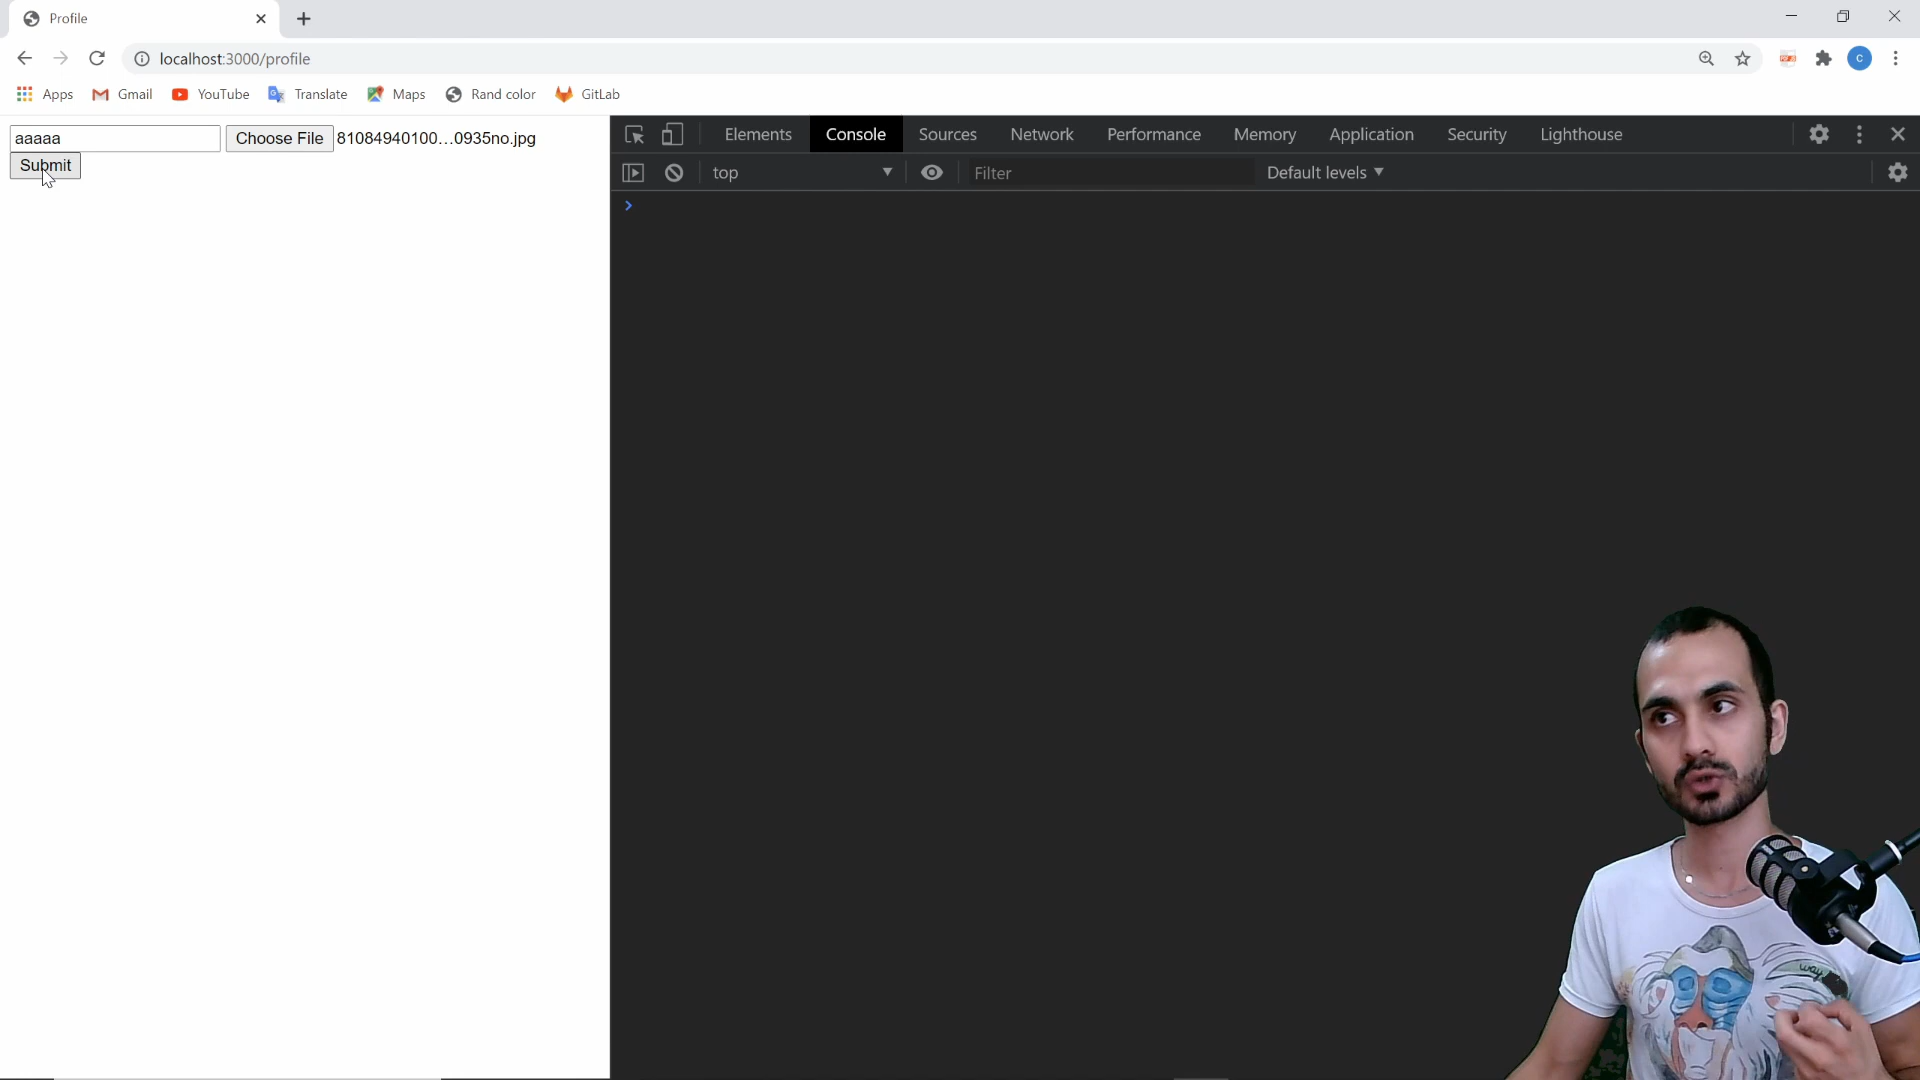 Profile
localhost:3000/profile
Apps Gmail YouTube Translate Maps Rand color GitLab
aaaaa Choose File 81084940100…0935no.jpg
Submit
Elements Console Sources Network Performance Memory Application Security Lighthouse
top Filter Default levels
C
way